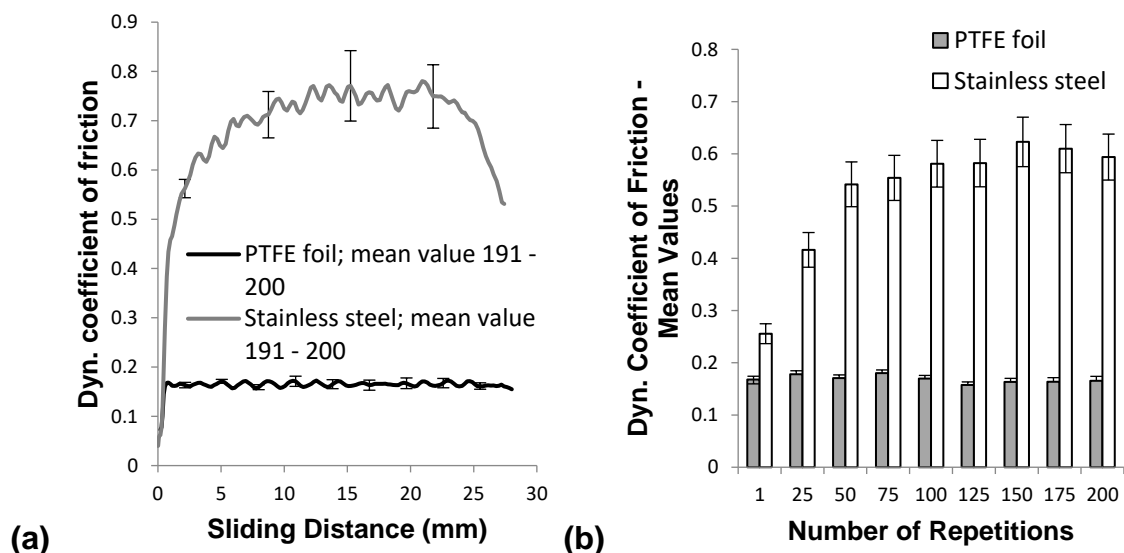 Dyn. coefficient of friction
0.9
0.8
0.7
0.6
0.5
0.4
0.3
0.2
0.1
0
PTFE foil; mean value 191 -
200
Stainless steel; mean value
191 - 200
0 5 10 15 20 25 30
Sliding Distance (mm)
(a)
Dyn. Coefficient of Friction -
Mean Values
0.8
0.7
0.6
0.5
0.4
0.3
0.2
0.1
0
PTFE foil
Stainless steel
1 25 50 75 100 125 150 175 200
Number of Repetitions
(b)